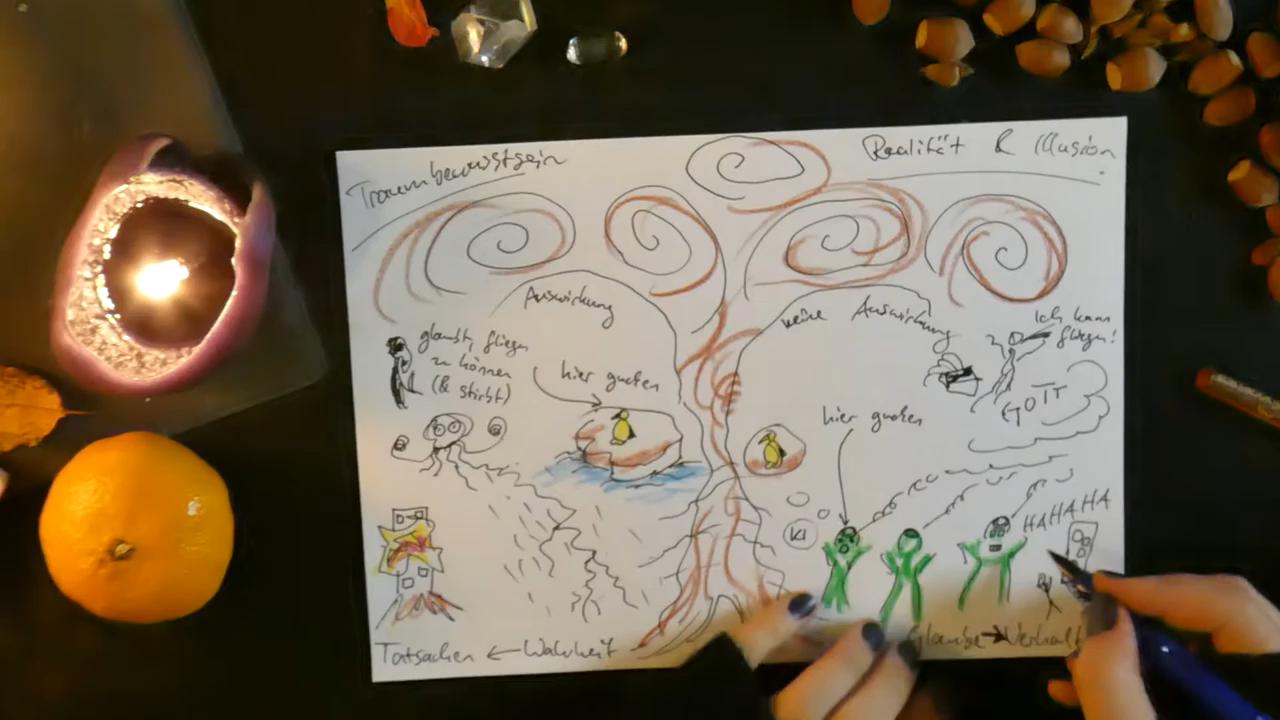 Traumbewusstsein
Realität & Illusion
Auswirkung
keine Auswirkung
glaubt, fliegen
zu können
(& stirbt)
hier gucken
Ich kann
fliegen!
GOTT
hier gucken
KI
HAHAHA
Tatsachen ← Wahrheit
Glaube → Verhalt